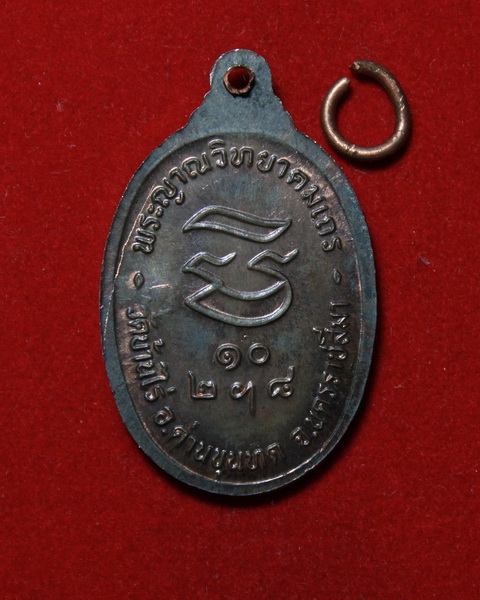 พระญาณวิทยาคมเถร
๑๐
๒ ๙ ๘
วัดบ้านไร่ อ.ด่านขุนทด จ.นครราชสีมา